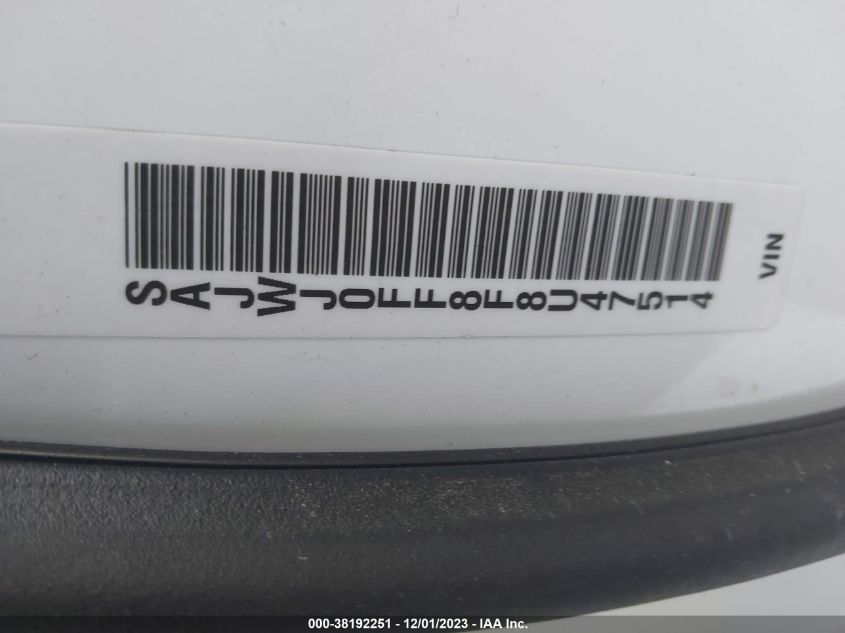 SAJWJ0FF8F8U47514
VIN
000-38192251 - 12/01/2023 - IAA Inc.